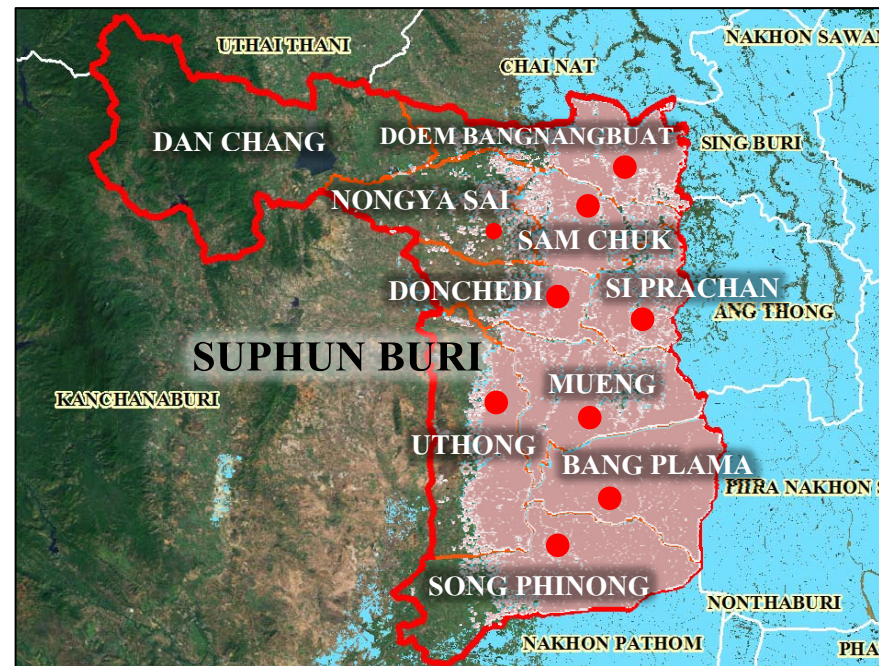 UTHAI THANI
NAKHON SAWAN
CHAI NAT
DAN CHANG
DOEM BANGNANGBUAT
SING BURI
NONGYA SAI
SAM CHUK
DONCHEDI
SI PRACHAN
ANG THONG
SUPHUN BURI
MUENG
KANCHANABURI
UTHONG
BANG PLAMA
PHRA NAKHON S
SONG PHINONG
NONTHABURI
NAKHON PATHOM
PHA